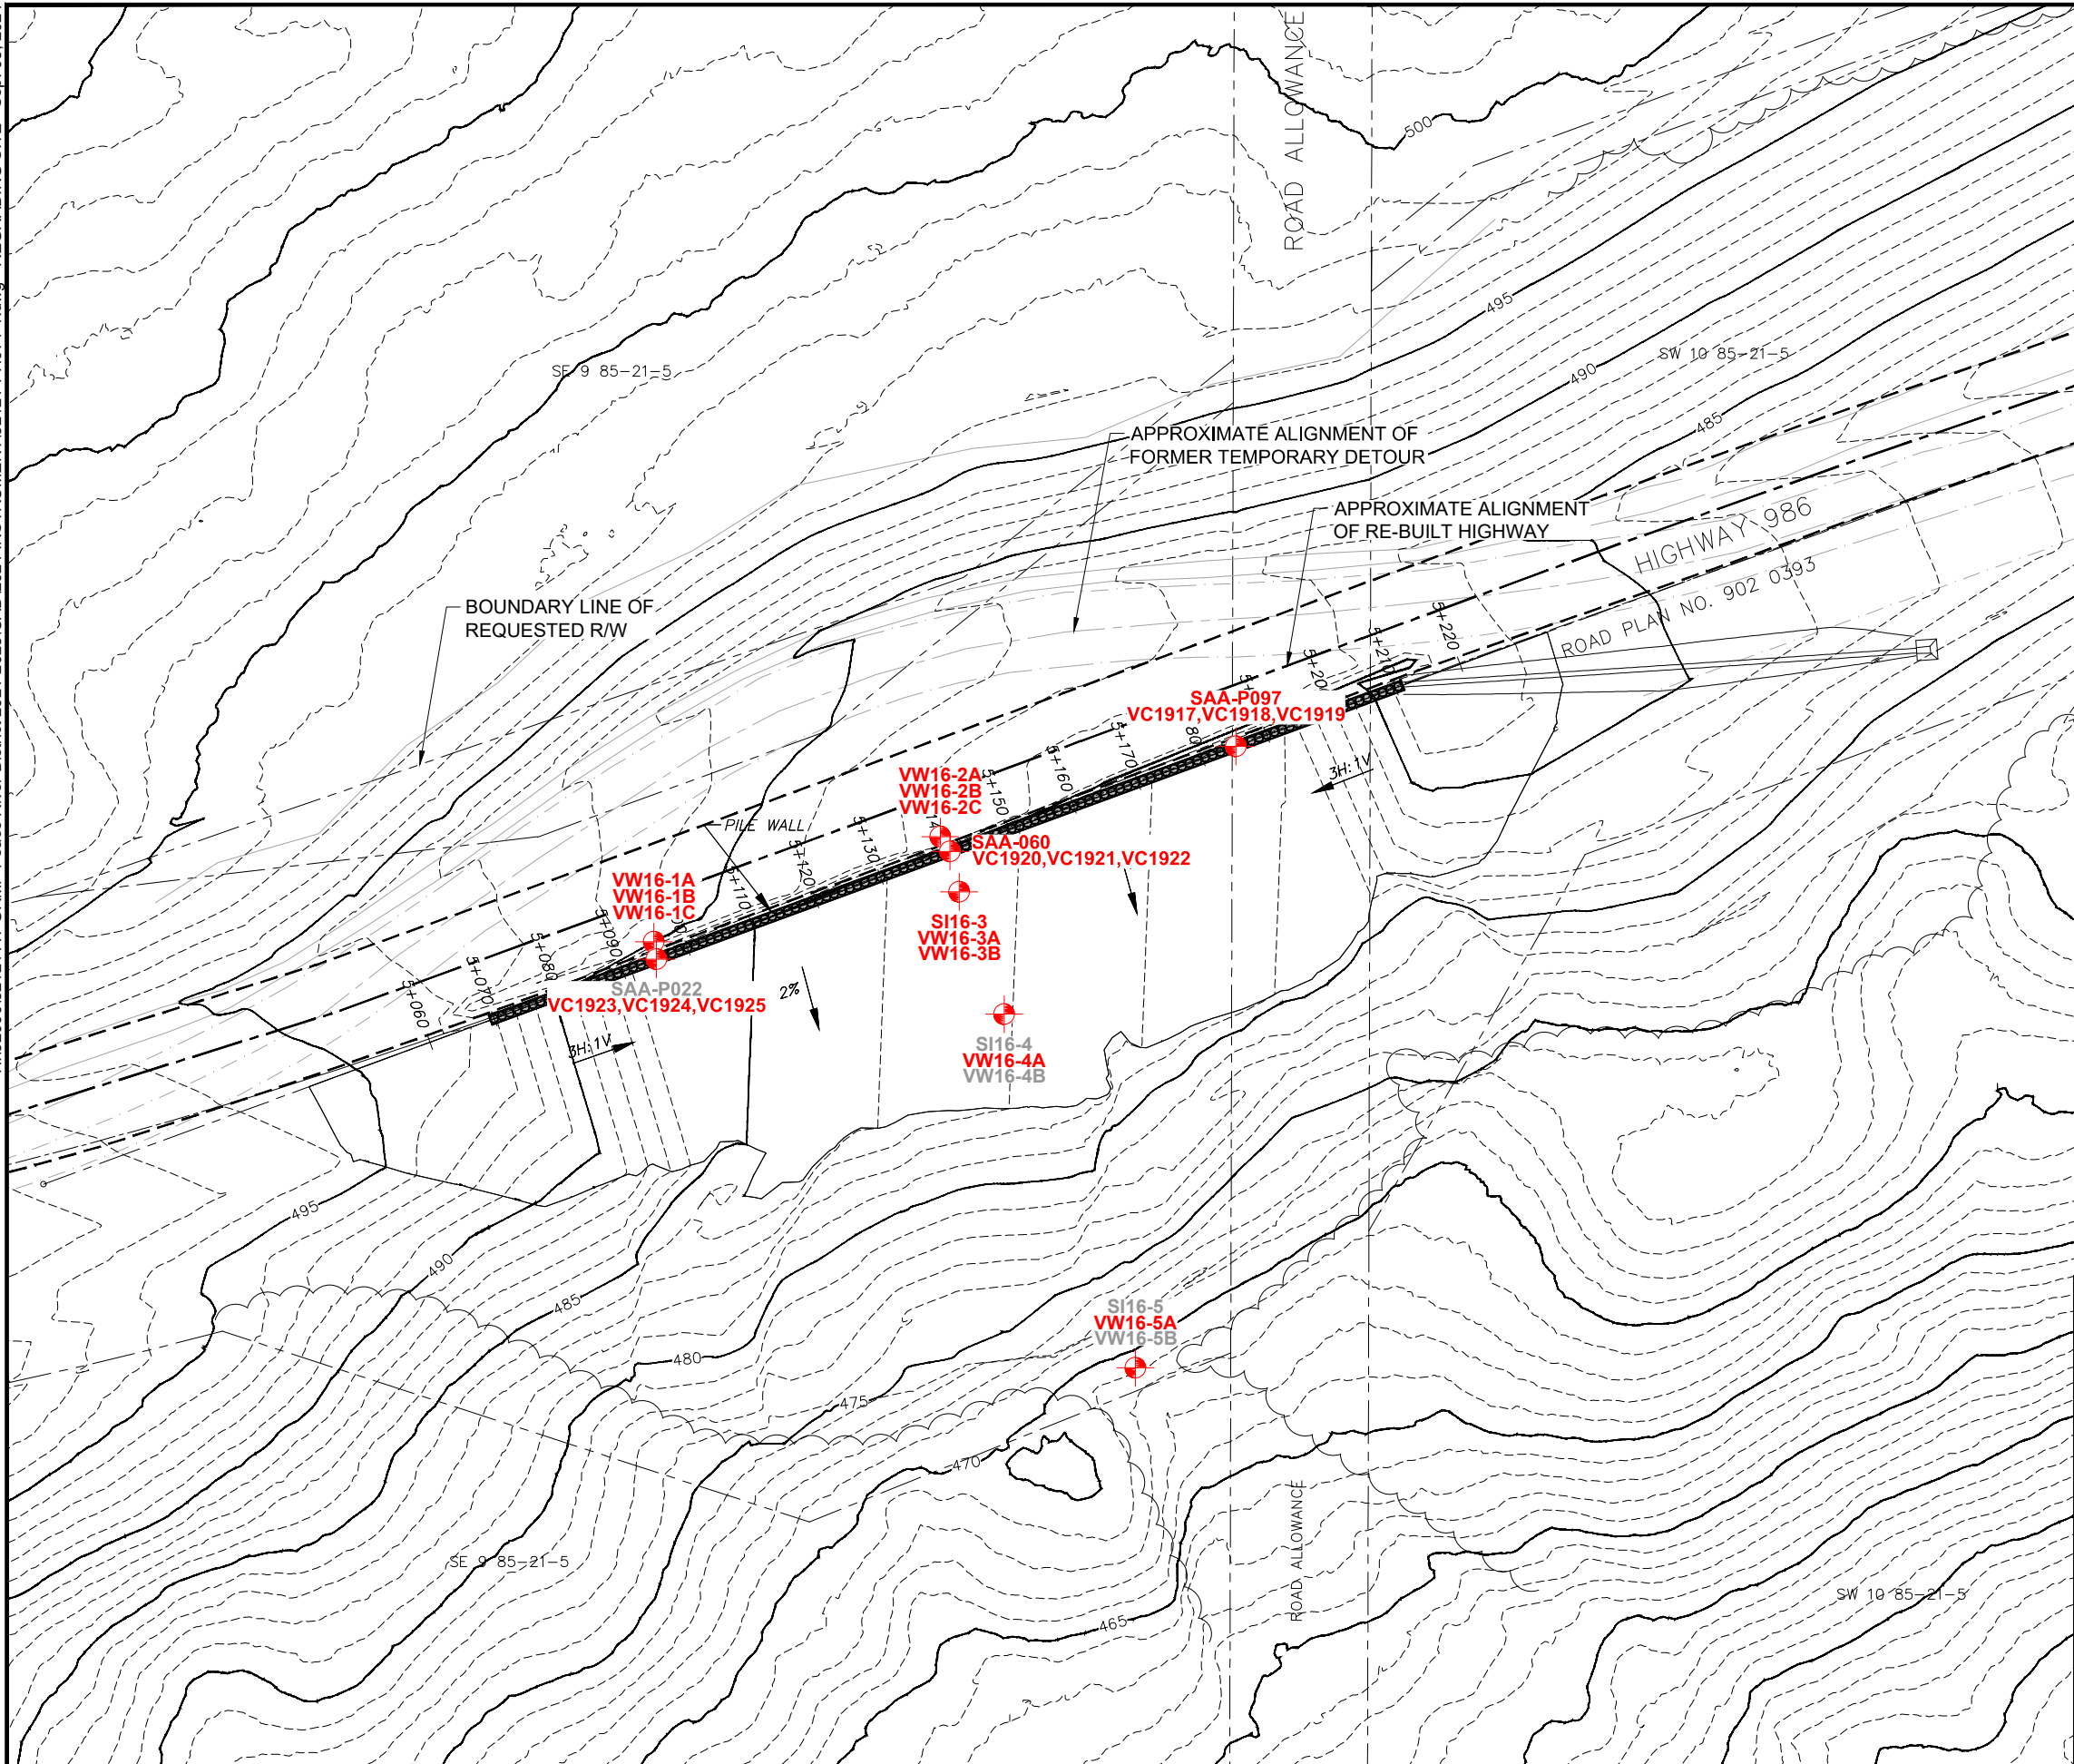 ROAD ALLOWANCE
500
495
SE 9 85-21-5
SW 10 85-21-5
490
485
APPROXIMATE ALIGNMENT OF
FORMER TEMPORARY DETOUR
APPROXIMATE ALIGNMENT
OF RE-BUILT HIGHWAY
HIGHWAY 986
ROAD PLAN NO. 902 0393
BOUNDARY LINE OF
REQUESTED R/W
5+220
5+210
5+20
SAA-P097
VC1917,VC1918,VC1919
5+170
5+160
5+150
3H:1V
VW16-2A
VW16-2B
VW16-2C
PILE WALL
5+130
5+120
5+110
SAA-060
VC1920,VC1921,VC1922
VW16-1A
VW16-1B
VW16-1C
5+090
5+080
5+070
5+060
SI16-3
VW16-3A
VW16-3B
SAA-P022
VC1923,VC1924,VC1925
2%
3H:1V
SI16-4
VW16-4A
VW16-4B
495
490
485
480
475
470
465
SI16-5
VW16-5A
VW16-5B
ROAD ALLOWANCE
SE 9 85-21-5
SW 10 85-21-5